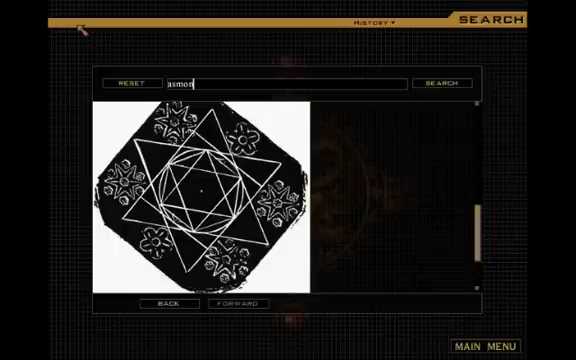 HISTORY
SEARCH
RESET asmon SEARCH
BACK FORWARD
MAIN MENU